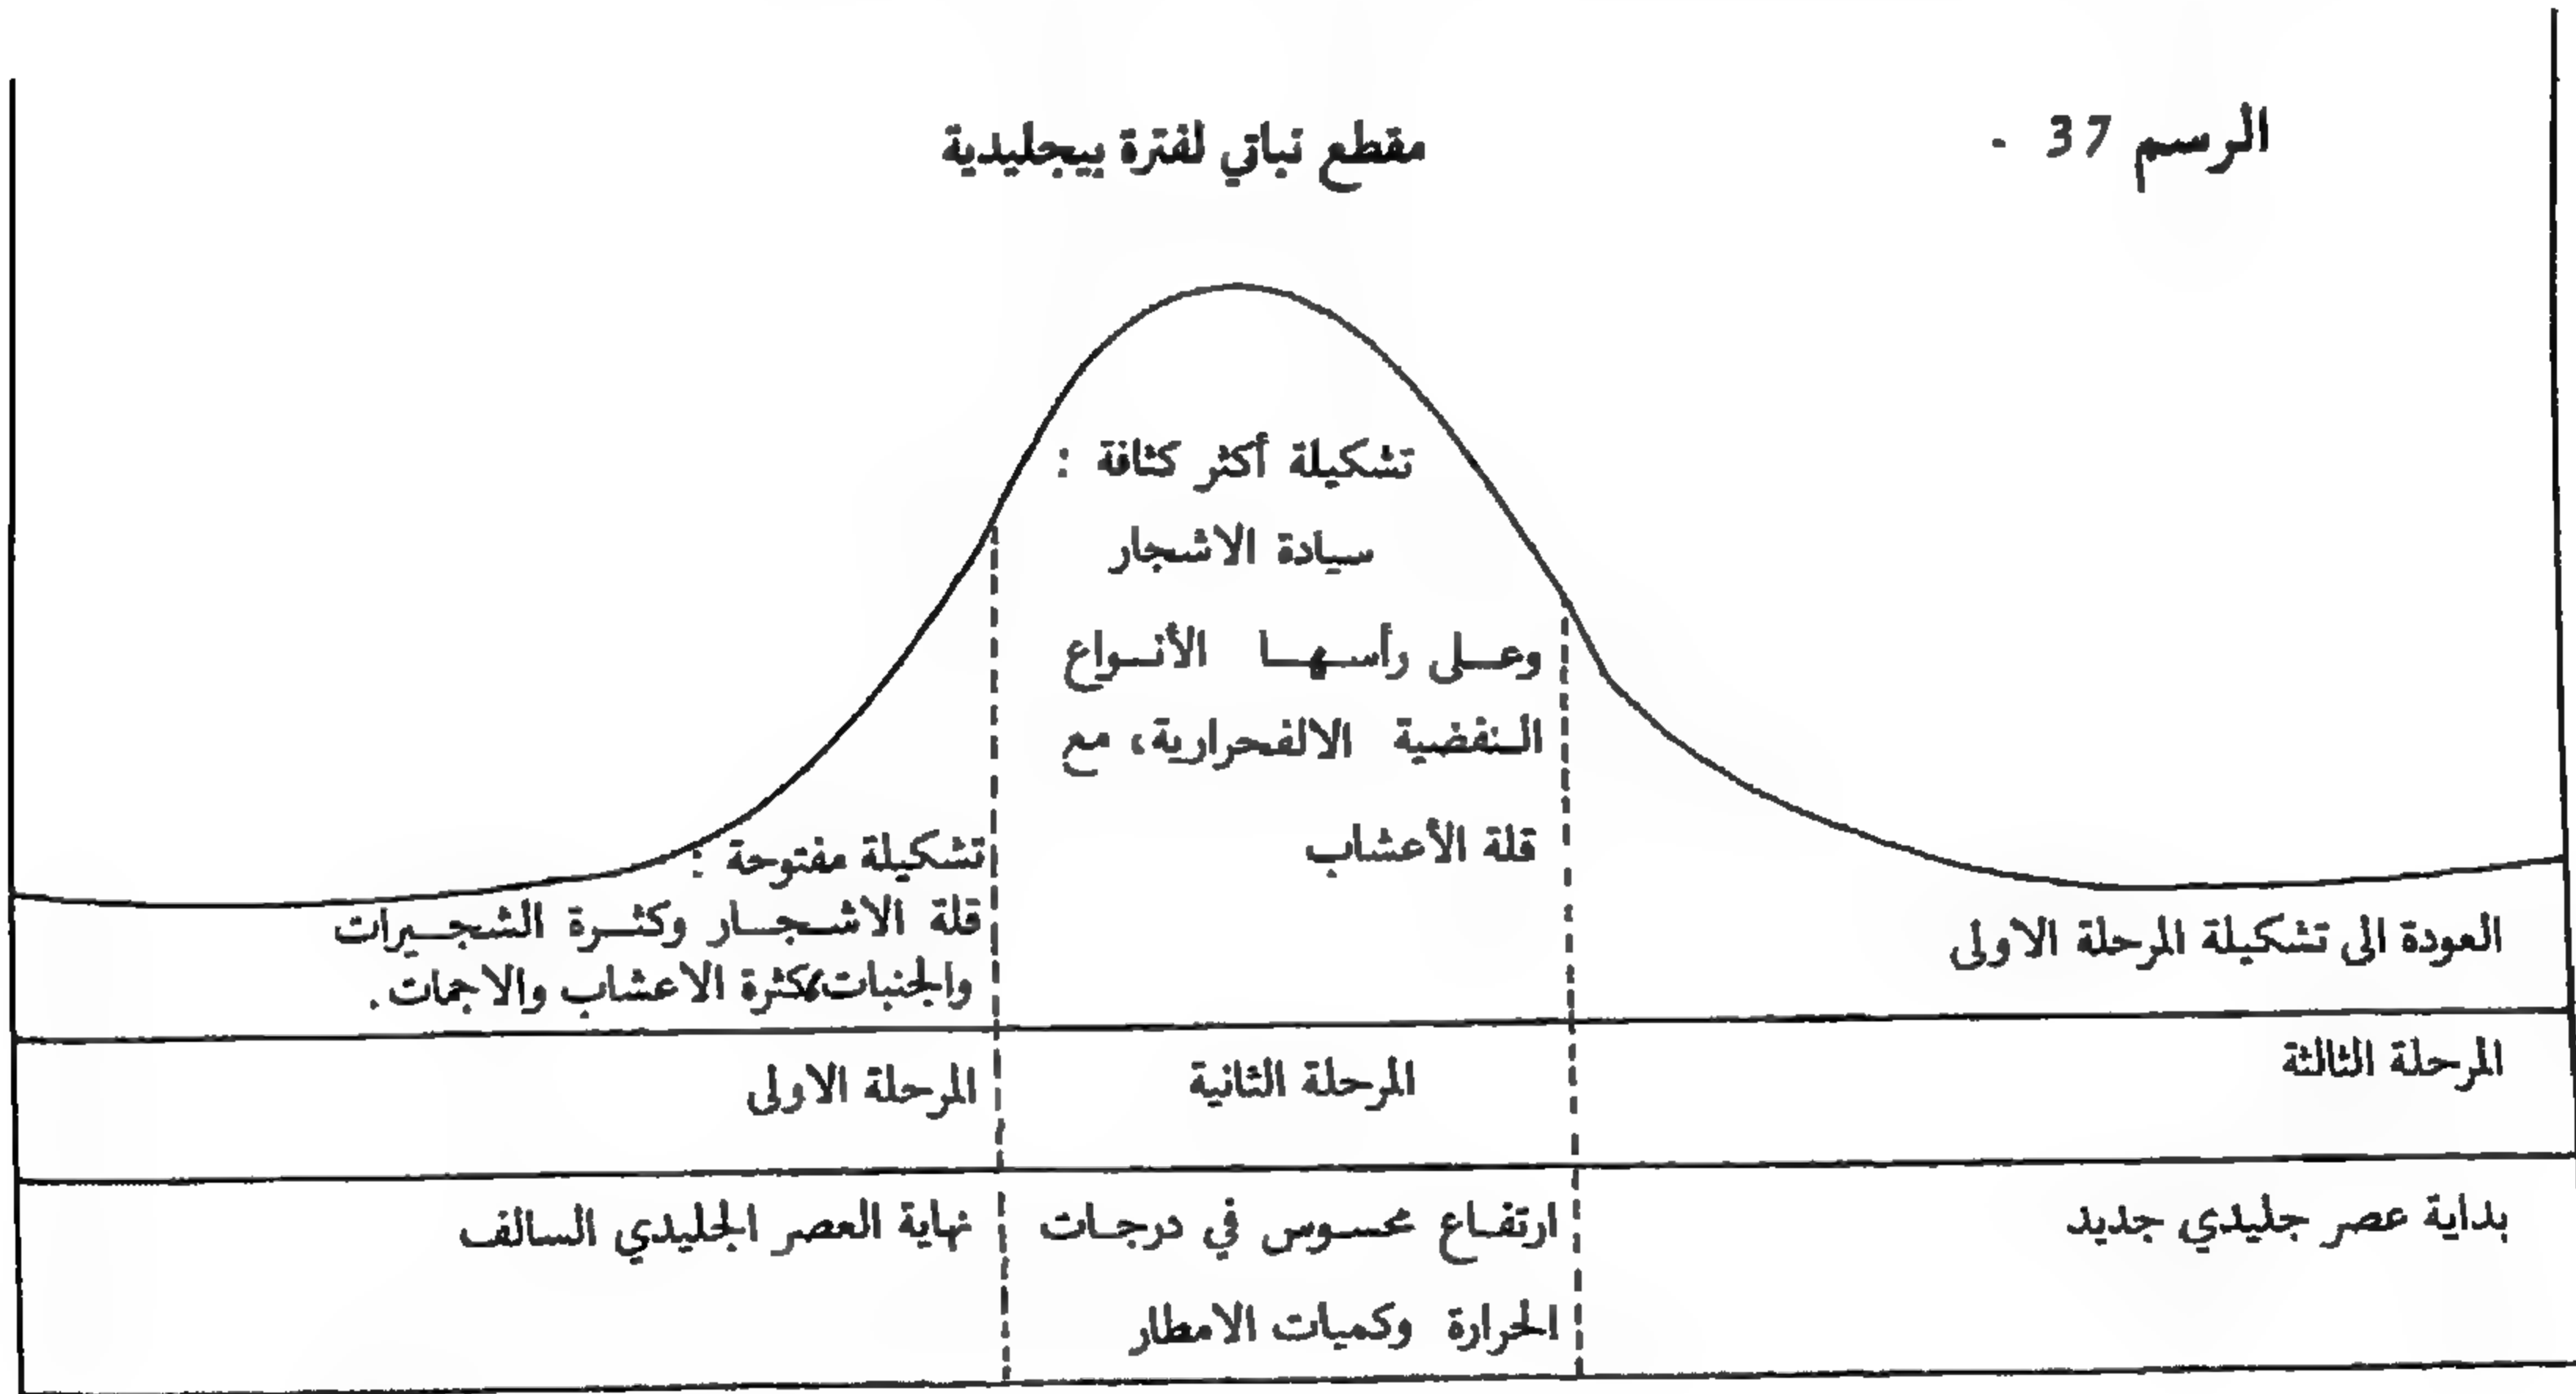 الرسم 37 -
مقطع نباتي لفترة بيجليدية
تشكيلة أكثر كثافة :
سيادة الاشجار
وعلى رأسها الأنواع
النفضية الالفحرارية، مع
قلة الأعشاب
تشكيلة مفتوحة :
قلة الاشجار وكثرة الشجيرات
والجنبات، كثرة الاعشاب والاجمات.
العودة الى تشكيلة المرحلة الاولى
المرحلة الثالثة
المرحلة الثانية
المرحلة الاولى
بداية عصر جليدي جديد
ارتفاع محسوس في درجات
الحرارة وكميات الامطار
نهاية العصر الجليدي السالف